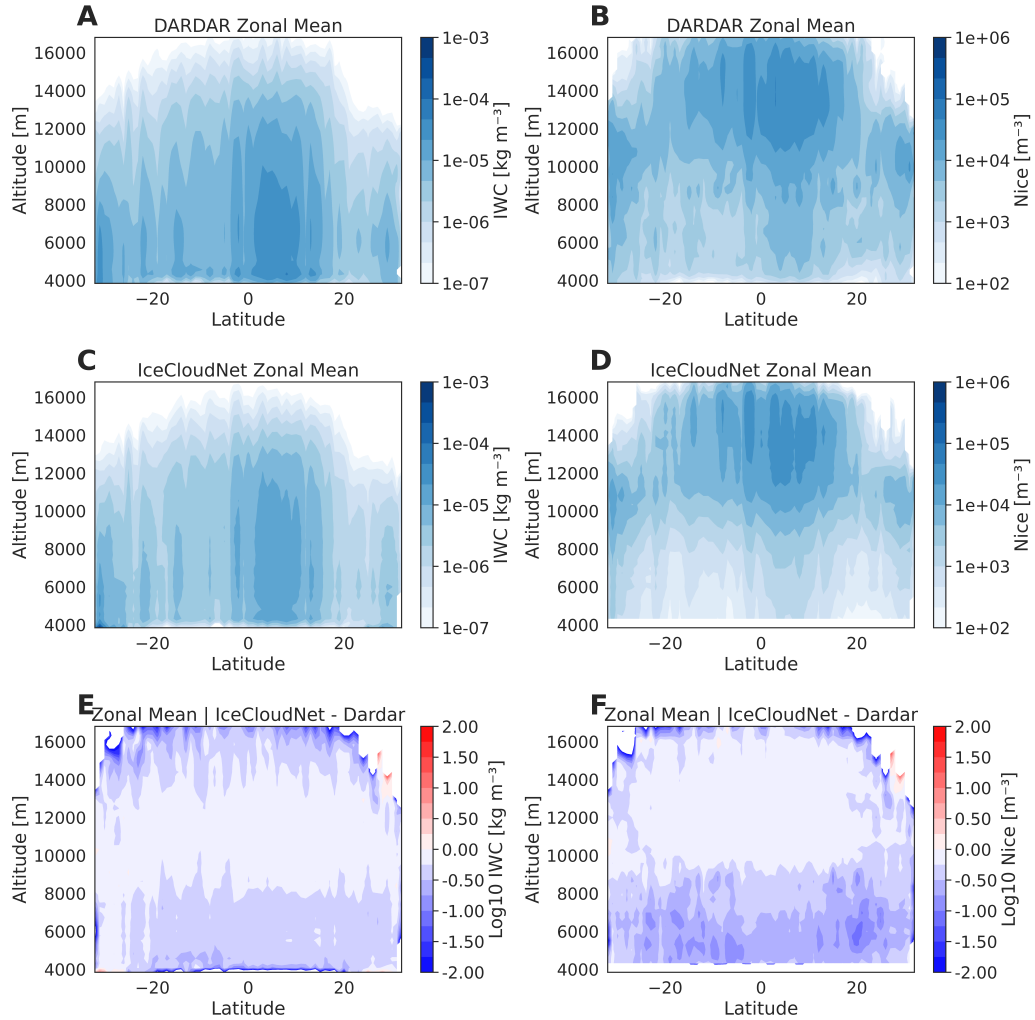 A
DARDAR Zonal Mean
Altitude [m]
16000
14000
12000
10000
8000
6000
4000
−20
0
20
Latitude
1e-03
1e-04
1e-05
1e-06
1e-07
IWC [kg m⁻³]
B
DARDAR Zonal Mean
Altitude [m]
16000
14000
12000
10000
8000
6000
4000
−20
0
20
Latitude
1e+06
1e+05
1e+04
1e+03
1e+02
Nice [m⁻³]
C
IceCloudNet Zonal Mean
Altitude [m]
16000
14000
12000
10000
8000
6000
4000
−20
0
20
Latitude
1e-03
1e-04
1e-05
1e-06
1e-07
IWC [kg m⁻³]
D
IceCloudNet Zonal Mean
Altitude [m]
16000
14000
12000
10000
8000
6000
4000
−20
0
20
Latitude
1e+06
1e+05
1e+04
1e+03
1e+02
Nice [m⁻³]
E
Zonal Mean | IceCloudNet - Dardar
Altitude [m]
16000
14000
12000
10000
8000
6000
4000
−20
0
20
Latitude
2.00
1.50
1.00
0.50
0.00
-0.50
-1.00
-1.50
-2.00
Log10 IWC [kg m⁻³]
F
Zonal Mean | IceCloudNet - Dardar
Altitude [m]
16000
14000
12000
10000
8000
6000
4000
−20
0
20
Latitude
2.00
1.50
1.00
0.50
0.00
-0.50
-1.00
-1.50
-2.00
Log10 Nice [m⁻³]